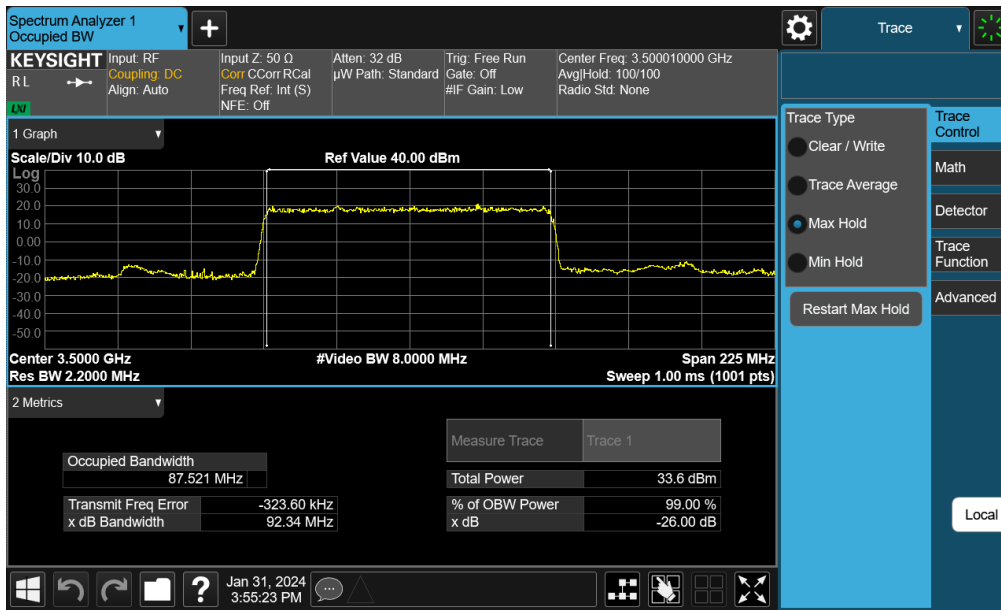 Spectrum Analyzer 1
Occupied BW
Trace
KEYSIGHT
R L
LXI
Input: RF
Coupling: DC
Align: Auto
Input Z: 50 Ω
Corr CCorr RCal
Freq Ref: Int (S)
NFE: Off
Atten: 32 dB
µW Path: Standard
Trig: Free Run
Gate: Off
#IF Gain: Low
Center Freq: 3.500010000 GHz
Avg|Hold: 100/100
Radio Std: None
1 Graph
Scale/Div 10.0 dB
Ref Value 40.00 dBm
Log
30.0
20.0
10.0
0.00
-10.0
-20.0
-30.0
-40.0
-50.0
Center 3.5000 GHz
#Video BW 8.0000 MHz
Span 225 MHz
Res BW 2.2000 MHz
Sweep 1.00 ms (1001 pts)
2 Metrics
Measure Trace
Trace 1
Occupied Bandwidth
87.521 MHz
Total Power
33.6 dBm
Transmit Freq Error
-323.60 kHz
% of OBW Power
99.00 %
x dB Bandwidth
92.34 MHz
x dB
-26.00 dB
Trace Type
Clear / Write
Trace Average
Max Hold
Min Hold
Restart Max Hold
Trace
Control
Math
Detector
Trace
Function
Advanced
Local
?
Jan 31, 2024
3:55:23 PM